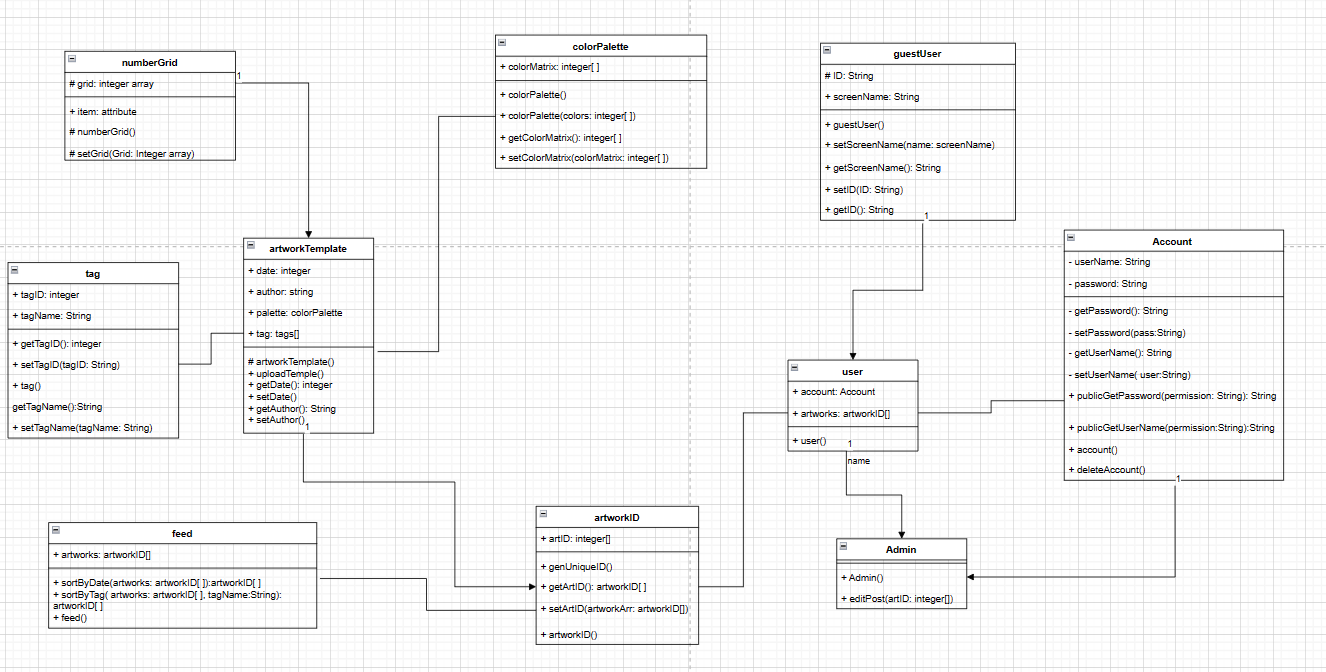 numberGrid
# grid: integer array
+ item: attribute
# numberGrid()
# setGrid(Grid: Integer array)
1
colorPalette
+ colorMatrix: integer[ ]
+ colorPalette()
+ colorPalette(colors: integer[ ])
+ getColorMatrix(): integer[ ]
+ setColorMatrix(colorMatrix: integer[ ])
guestUser
# ID: String
+ screenName: String
+ guestUser()
+ setScreenName(name: screenName)
+ getScreenName(): String
+ setID(ID: String)
+ getID(): String
1
tag
+ tagID: integer
+ tagName: String
+ getTagID(): integer
+ setTagID(tagID: String)
+ tag()
getTagName():String
+ setTagName(tagName: String)
artworkTemplate
+ date: integer
+ author: string
+ palette: colorPalette
+ tag: tags[]
# artworkTemplate()
+ uploadTemple()
+ getDate(): integer
+ setDate()
+ getAuthor(): String
+ setAuthor()
1
Account
- userName: String
- password: String
- getPassword(): String
- setPassword(pass:String)
- getUserName(): String
- setUserName( user:String)
+ publicGetPassword(permission: String): String
+ publicGetUserName(permission:String):String
+ account()
+ deleteAccount()
1
user
+ account: Account
+ artworks: artworkID[]
+ user()
1
name
feed
+ artworks: artworkID[]
+ sortByDate(artworks: artworkID[ ]):artworkID[ ]
+ sortByTag( artworks: artworkID[ ], tagName:String):
artworkID[ ]
+ feed()
artworkID
+ artID: integer[]
+ genUniqueID()
+ getArtID(): artworkID[ ]
+ setArtID(artworkArr: artworkID[])
+ artworkID()
Admin
+ Admin()
+ editPost(artID: integer[])